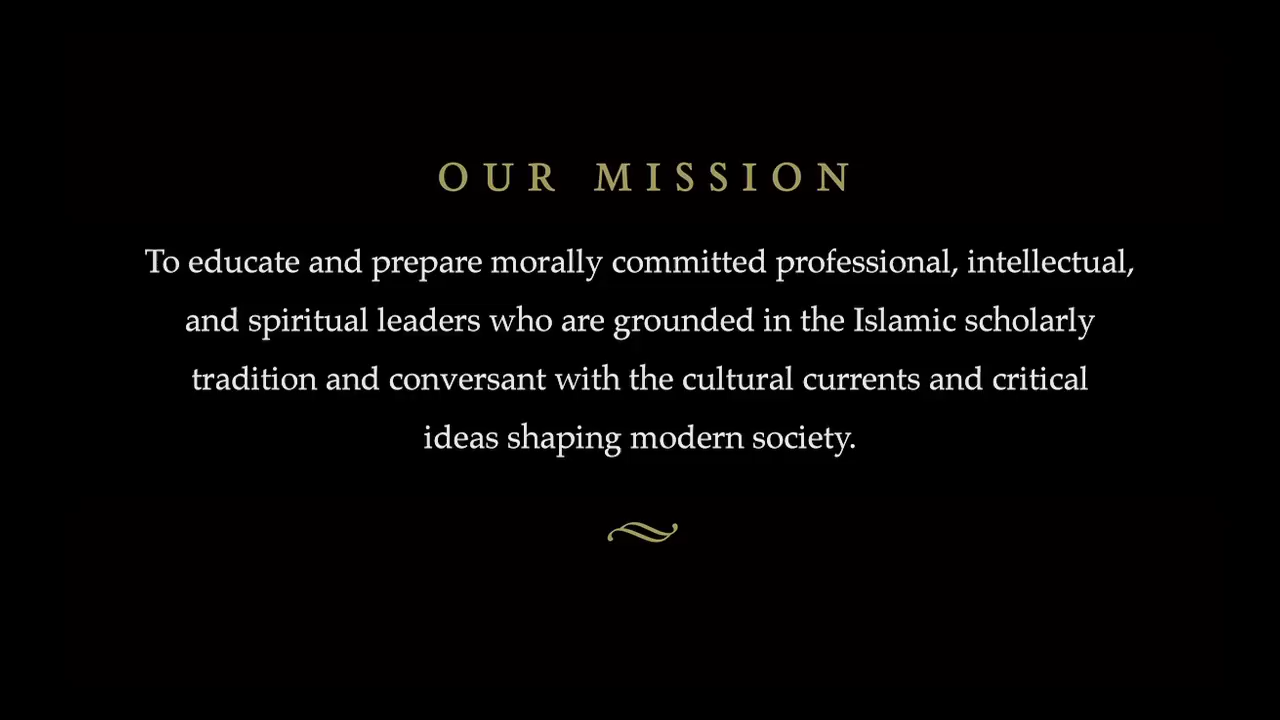 OUR MISSION
To educate and prepare morally committed professional, intellectual,
and spiritual leaders who are grounded in the Islamic scholarly
tradition and conversant with the cultural currents and critical
ideas shaping modern society.